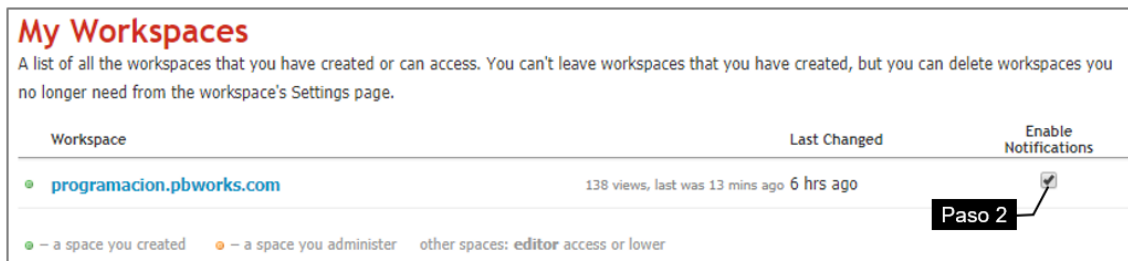 My Workspaces
A list of all the workspaces that you have created or can access. You can't leave workspaces that you have created, but you can delete workspaces you
no longer need from the workspace's Settings page.
Workspace Last Changed Enable
Notifications
programacion.pbworks.com 138 views, last was 13 mins ago 6 hrs ago
Paso 2
– a space you created – a space you administer other spaces: editor access or lower